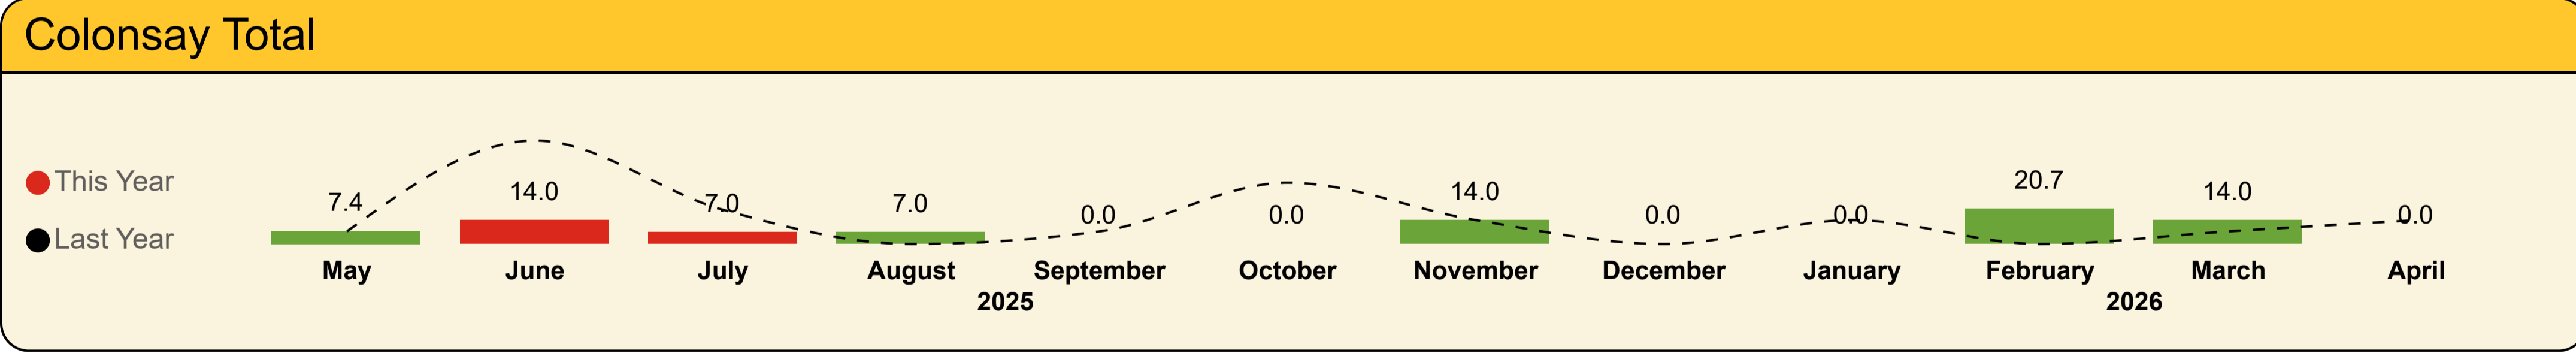 Colonsay Total
This Year
Last Year
7.4 14.0 7.0 7.0 0.0 0.0 14.0 0.0 0.0 20.7 14.0 0.0
May June July August September October November December January February March April
2025 2026